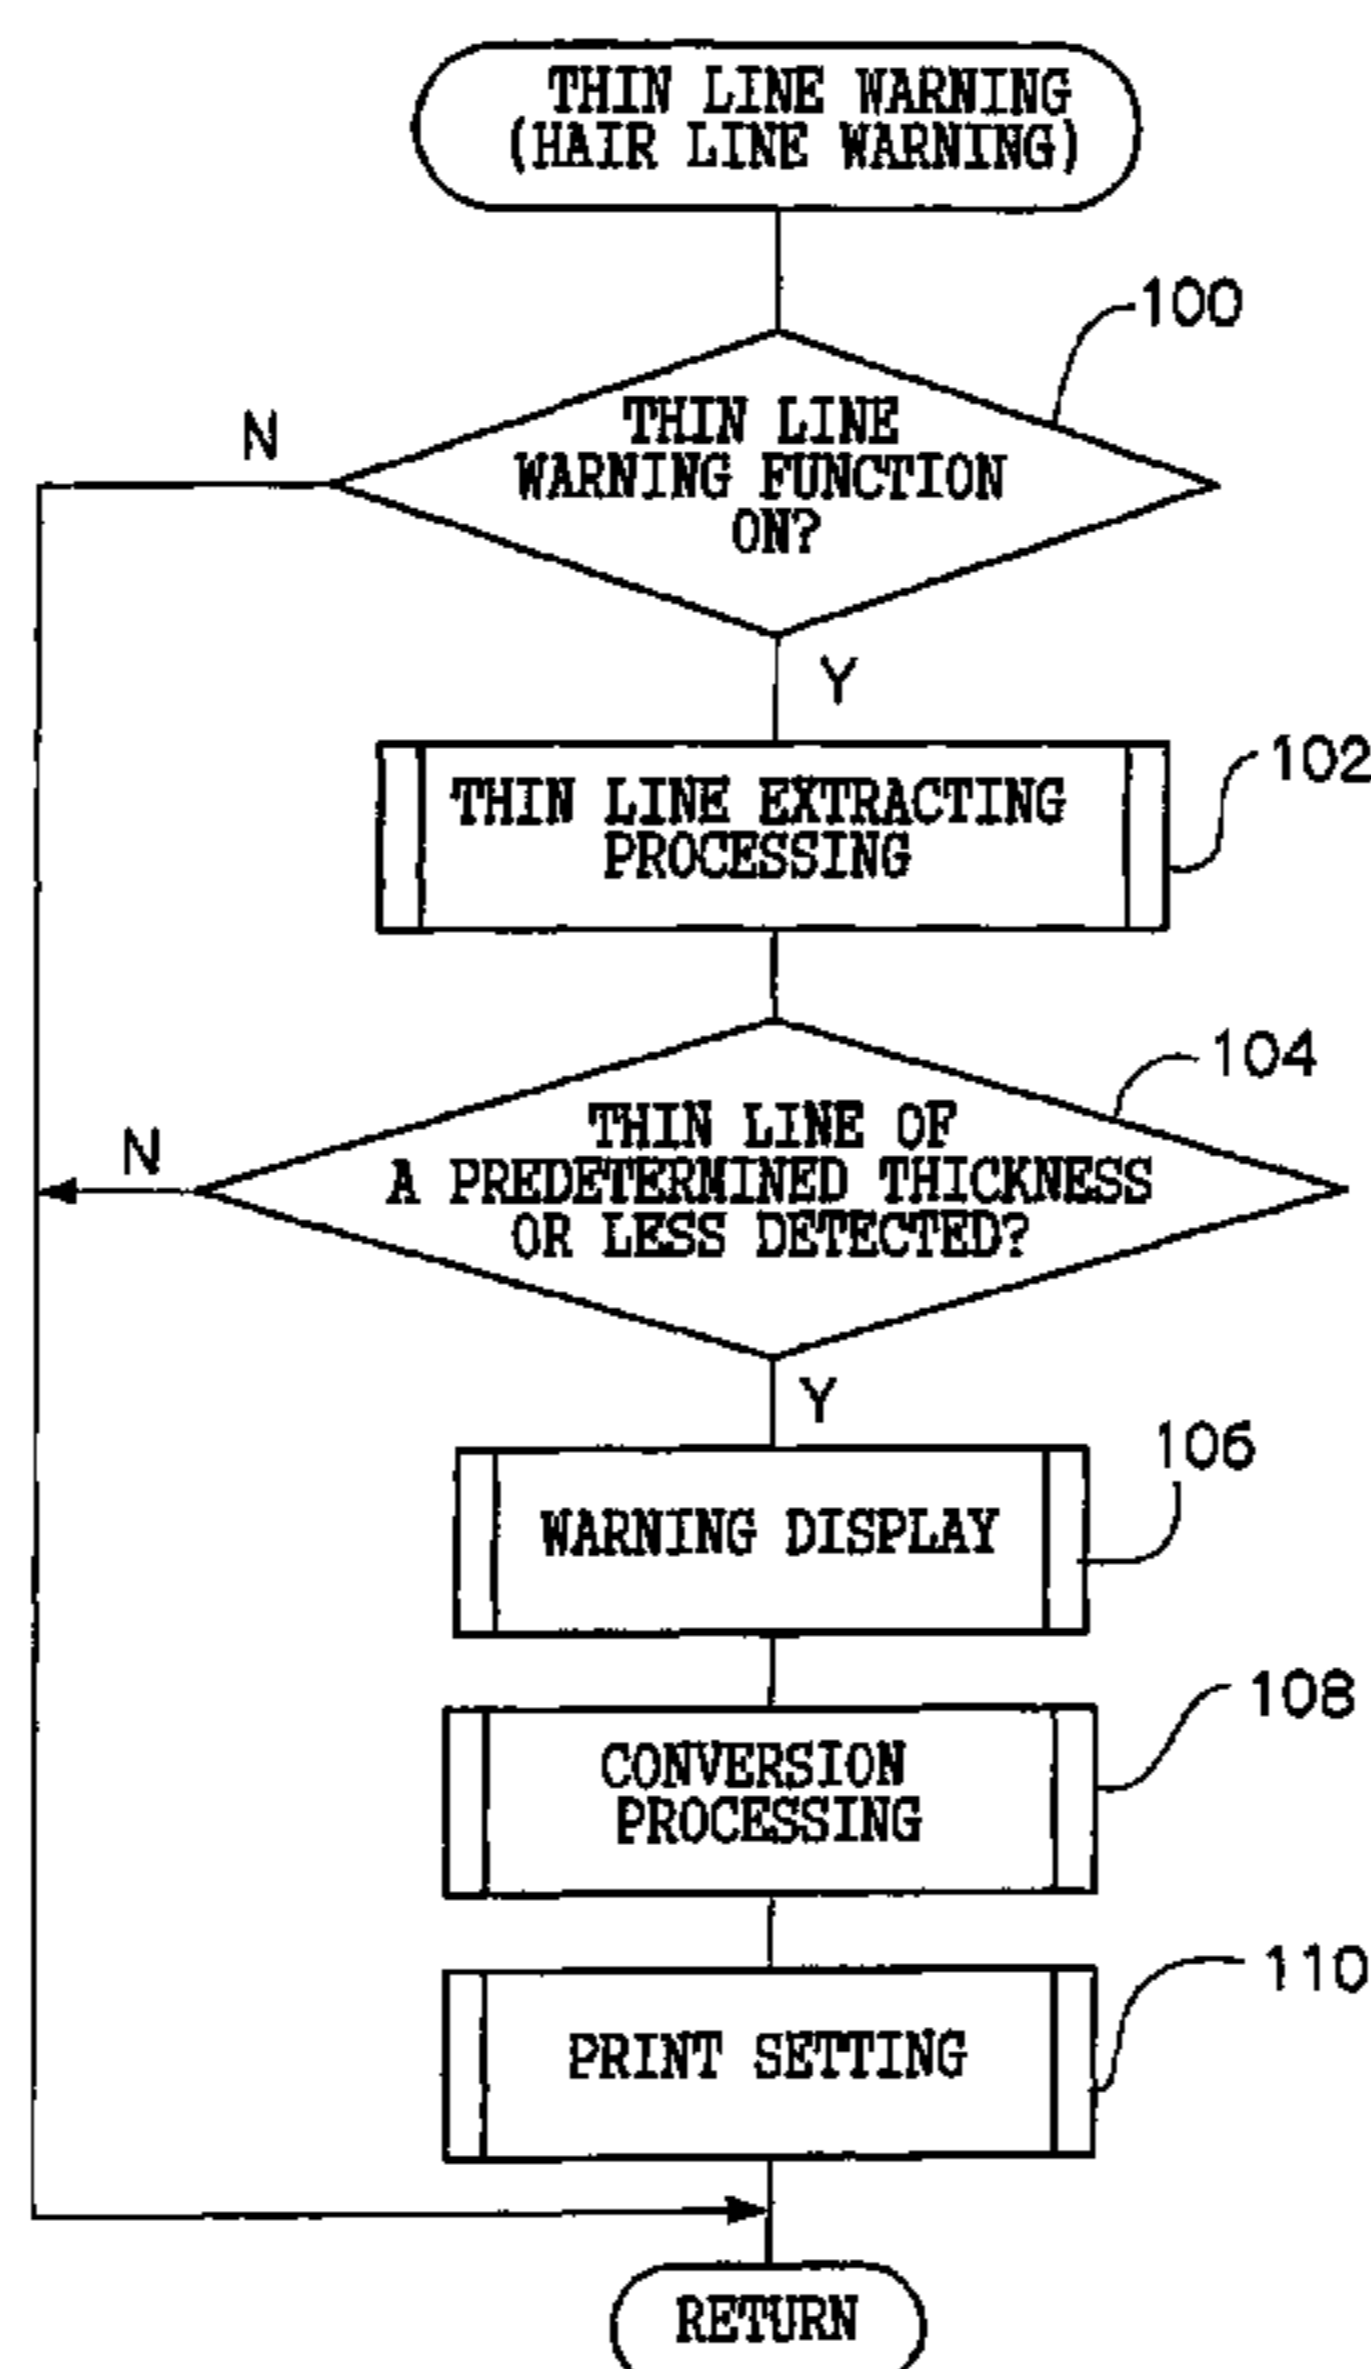 THIN LINE WARNING
(HAIR LINE WARNING)
100
N
THIN LINE
WARNING FUNCTION
ON?
Y
102
THIN LINE EXTRACTING
PROCESSING
104
N
THIN LINE OF
A PREDETERMINED THICKNESS
OR LESS DETECTED?
Y
106
WARNING DISPLAY
108
CONVERSION
PROCESSING
110
PRINT SETTING
RETURN